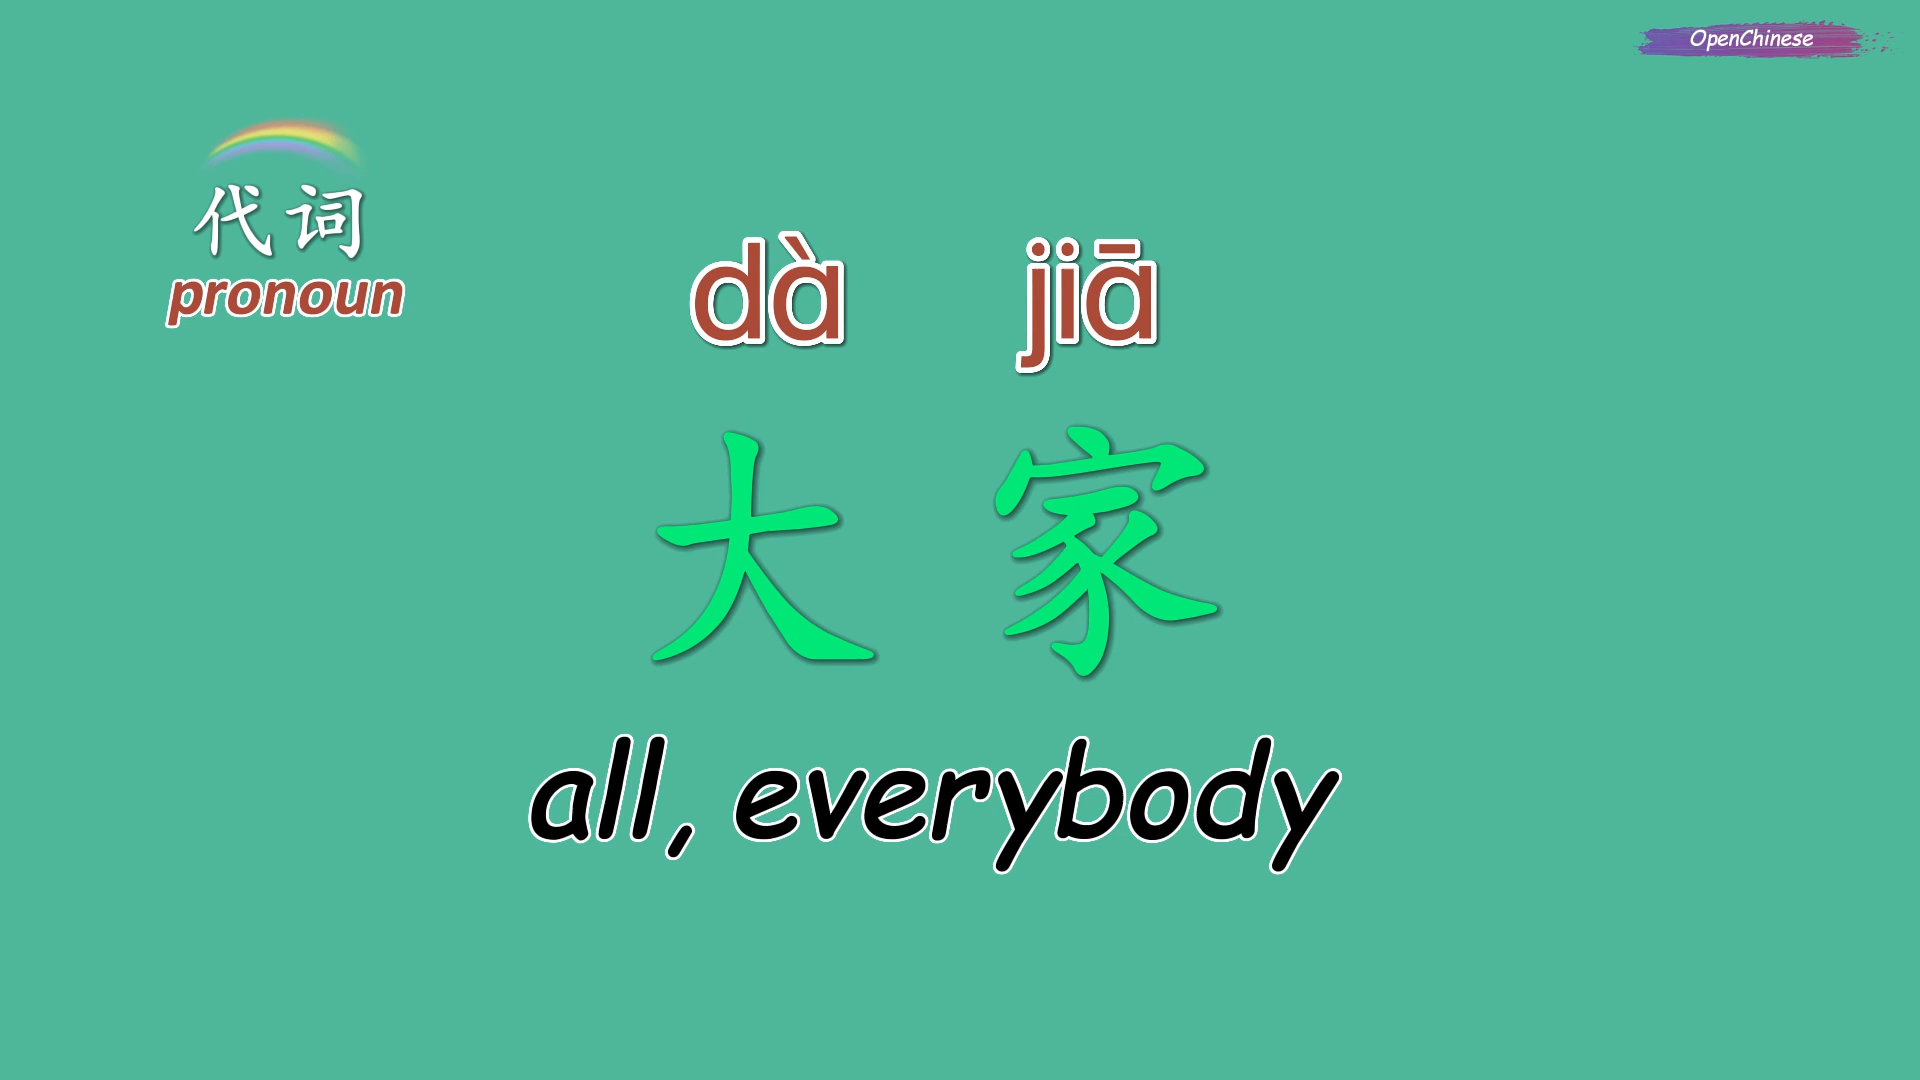 OpenChinese
代词
pronoun
dà jiā
大家
all, everybody